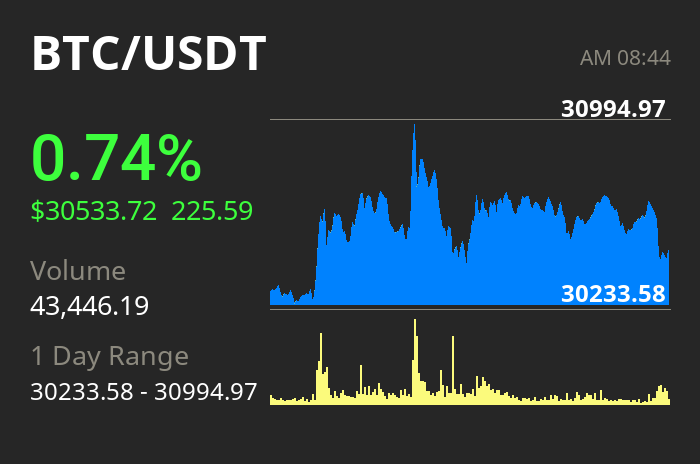 BTC/USDT
AM 08:44
30994.97
0.74%
$30533.72 225.59
Volume
43,446.19
30233.58
1 Day Range
30233.58 - 30994.97